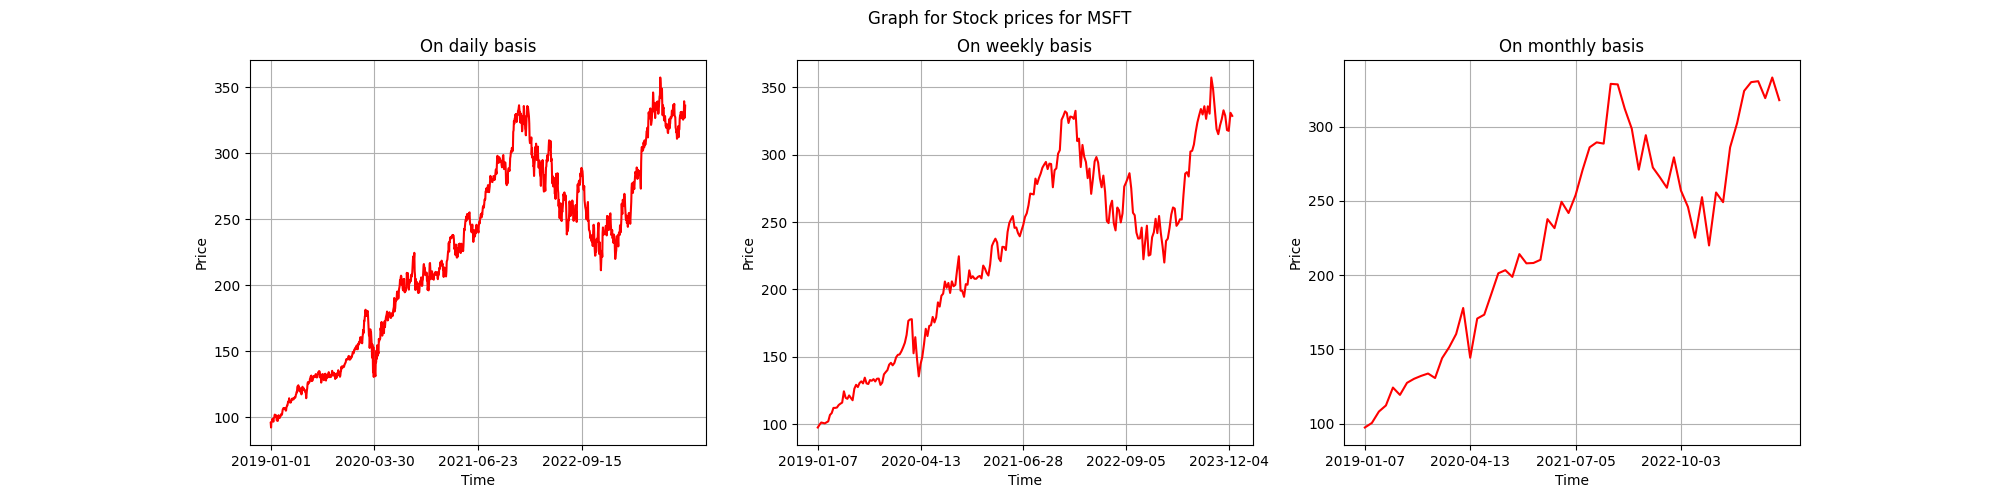 Graph for Stock prices for MSFT
On daily basis
350
300
250
200
150
100
Price
2019-01-01 2020-03-30 2021-06-23 2022-09-15
Time
On weekly basis
350
300
250
200
150
100
Price
2019-01-07 2020-04-13 2021-06-28 2022-09-05 2023-12-04
Time
On monthly basis
300
250
200
150
100
Price
2019-01-07 2020-04-13 2021-07-05 2022-10-03
Time